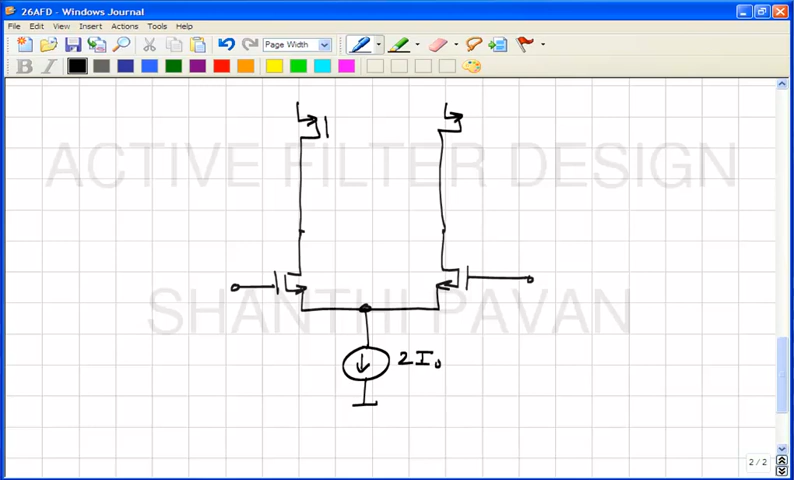 26AFD - Windows Journal
File Edit View Insert Actions Tools Help
Page Width
B I
ACTIVE FILTER DESIGN
SHANTHI PAVAN
2I₀
2 / 2